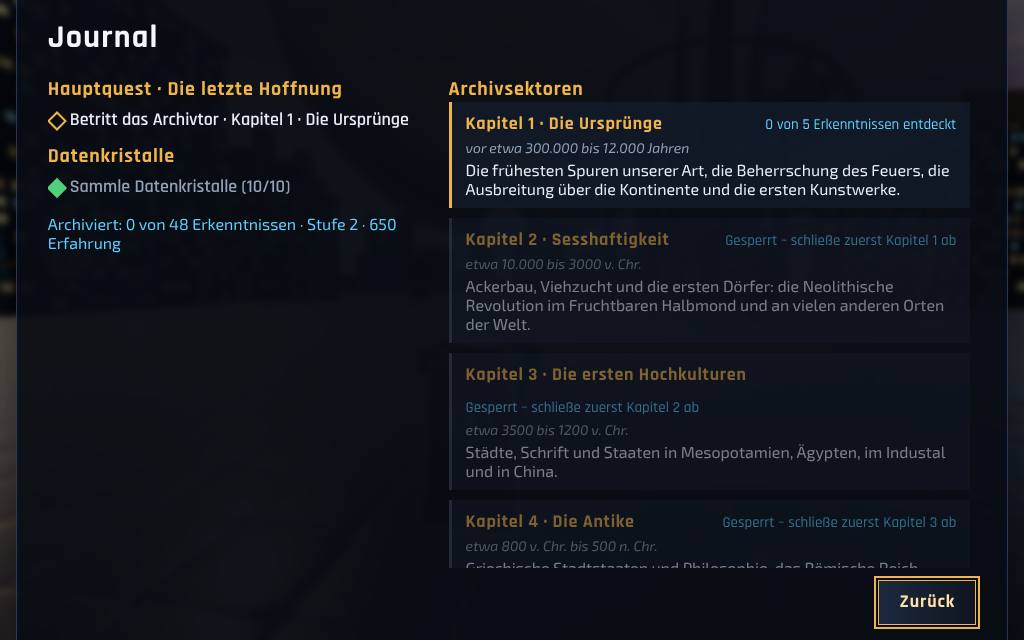 Journal
Hauptquest · Die letzte Hoffnung
Betritt das Archivtor · Kapitel 1 · Die Ursprünge
Datenkristalle
Sammle Datenkristalle (10/10)
Archiviert: 0 von 48 Erkenntnissen · Stufe 2 · 650
Erfahrung
Archivsektoren
Kapitel 1 · Die Ursprünge
0 von 5 Erkenntnissen entdeckt
vor etwa 300.000 bis 12.000 Jahren
Die frühesten Spuren unserer Art, die Beherrschung des Feuers, die
Ausbreitung über die Kontinente und die ersten Kunstwerke.
Kapitel 2 · Sesshaftigkeit
Gesperrt – schließe zuerst Kapitel 1 ab
etwa 10.000 bis 3000 v. Chr.
Ackerbau, Viehzucht und die ersten Dörfer: die Neolithische
Revolution im Fruchtbaren Halbmond und an vielen anderen Orten
der Welt.
Kapitel 3 · Die ersten Hochkulturen
Gesperrt – schließe zuerst Kapitel 2 ab
etwa 3500 bis 1200 v. Chr.
Städte, Schrift und Staaten in Mesopotamien, Ägypten, im Industal
und in China.
Kapitel 4 · Die Antike
Gesperrt – schließe zuerst Kapitel 3 ab
etwa 800 v. Chr. bis 500 n. Chr.
Griechische Stadtstaaten und Philosophie, das Römische Reich
Zurück